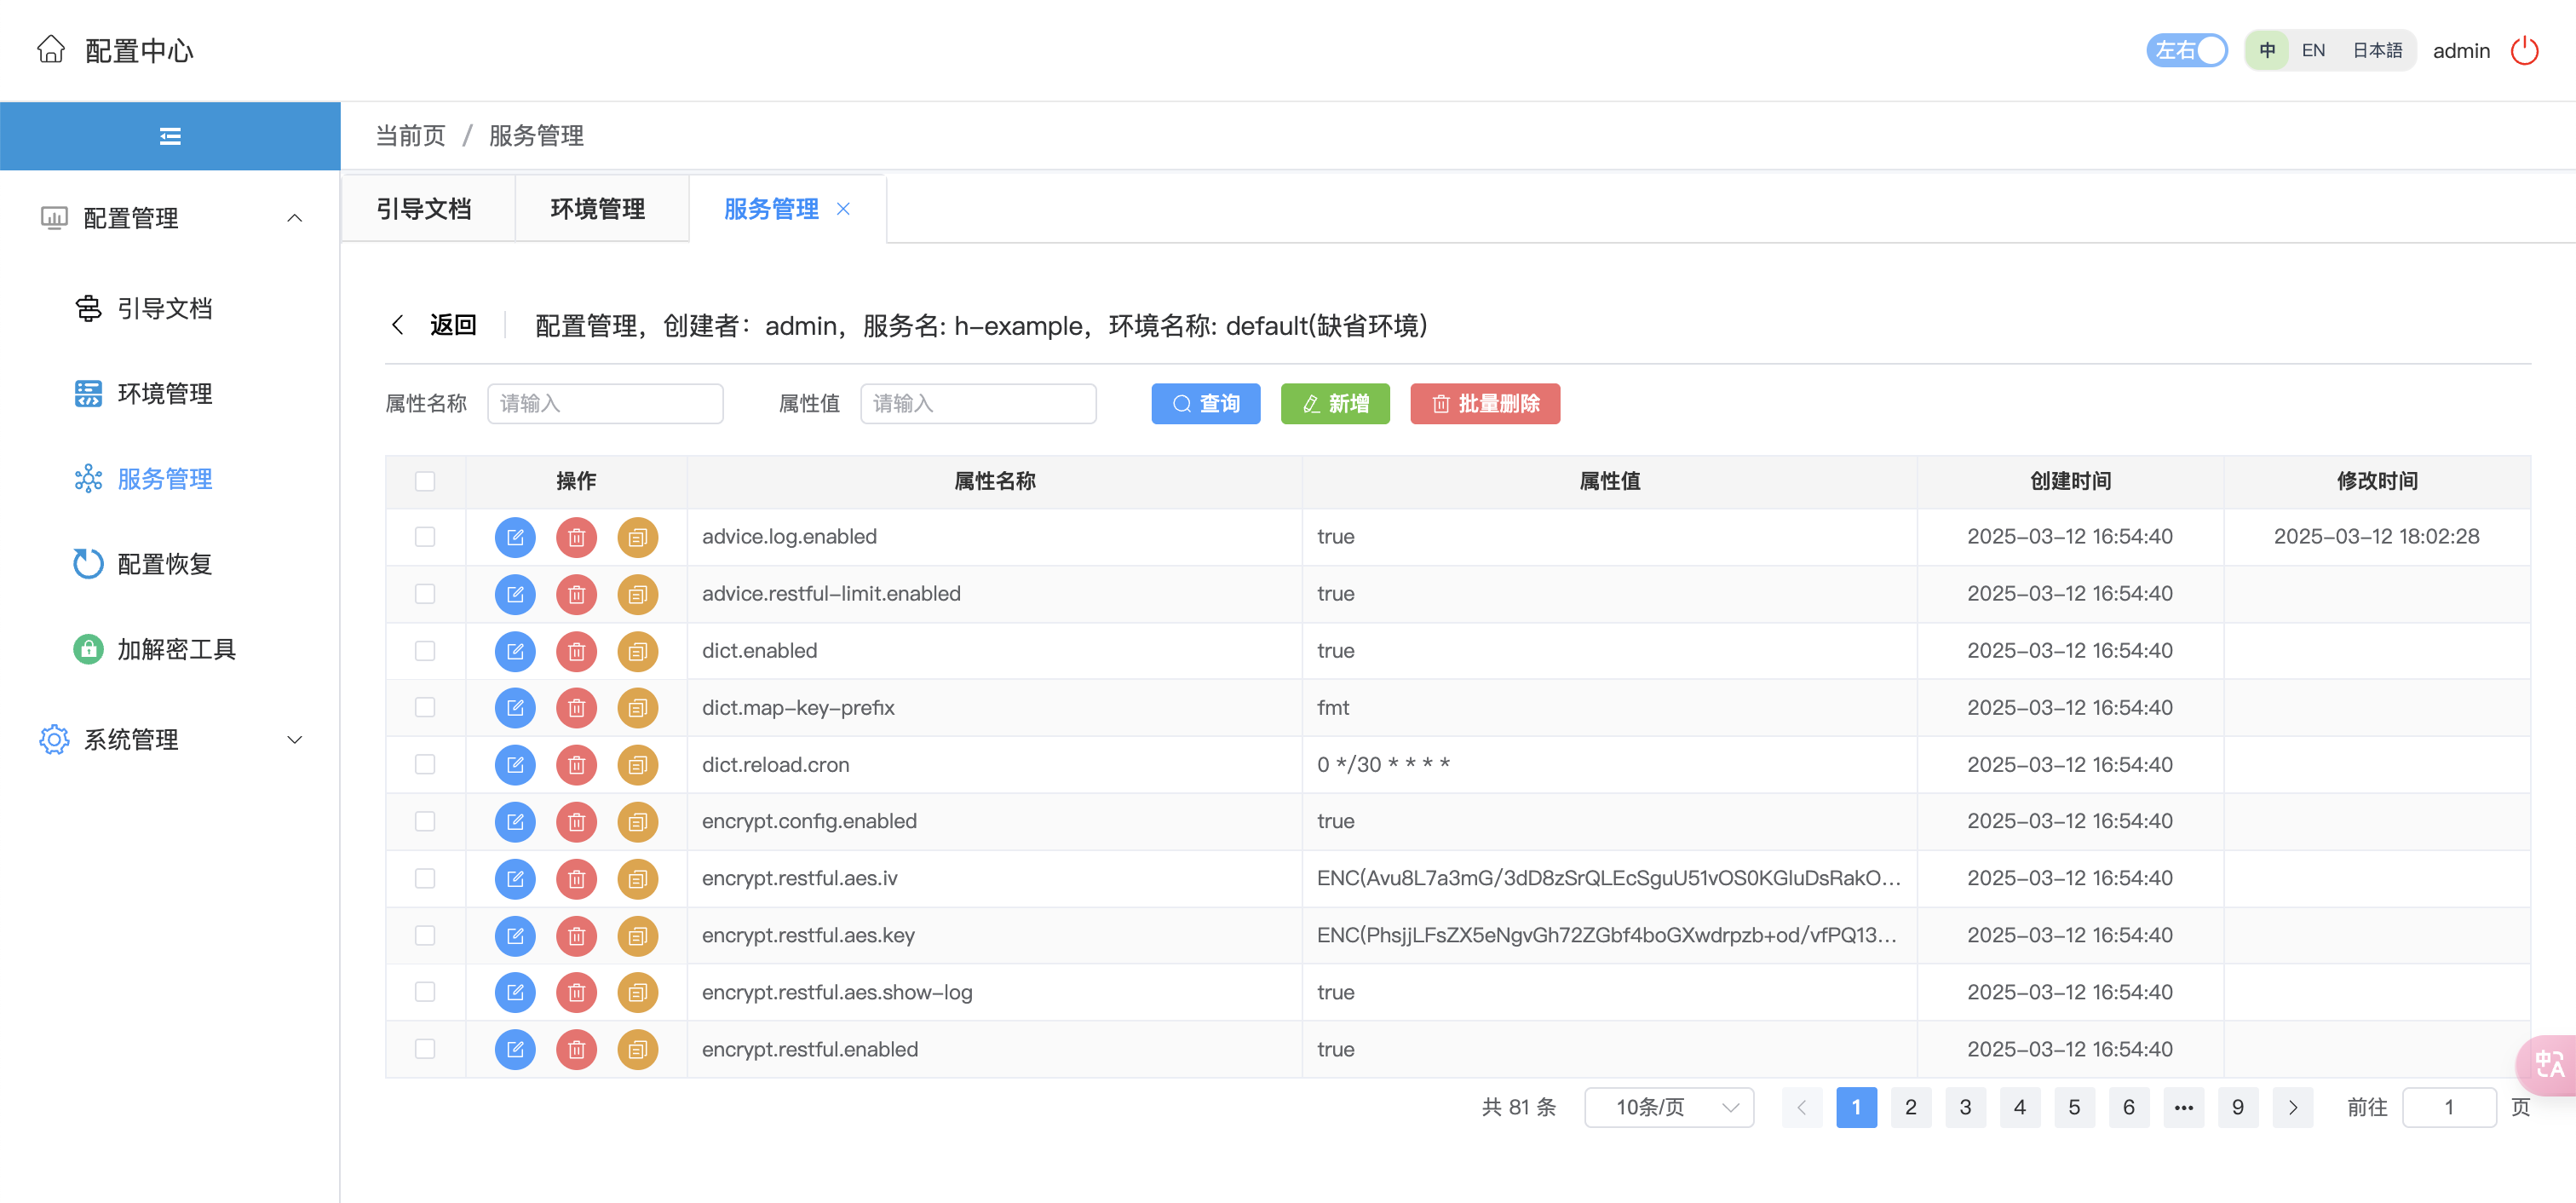 配置中心
左右 中 EN 日本語 admin
当前页 / 服务管理
配置管理
引导文档
环境管理
服务管理
配置恢复
加解密工具
系统管理
引导文档 环境管理 服务管理
返回 配置管理，创建者：admin，服务名: h-example，环境名称: default(缺省环境)
属性名称 请输入 属性值 请输入 查询 新增 批量删除
操作 属性名称 属性值 创建时间 修改时间
advice.log.enabled true 2025-03-12 16:54:40 2025-03-12 18:02:28
advice.restful-limit.enabled true 2025-03-12 16:54:40
dict.enabled true 2025-03-12 16:54:40
dict.map-key-prefix fmt 2025-03-12 16:54:40
dict.reload.cron 0 */30 * * * * 2025-03-12 16:54:40
encrypt.config.enabled true 2025-03-12 16:54:40
encrypt.restful.aes.iv ENC(Avu8L7a3mG/3dD8zSrQLEcSguU51vOS0KGluDsRakO... 2025-03-12 16:54:40
encrypt.restful.aes.key ENC(PhsjjLFsZX5eNgvGh72ZGbf4boGXwdrpzb+od/vfPQ13... 2025-03-12 16:54:40
encrypt.restful.aes.show-log true 2025-03-12 16:54:40
encrypt.restful.enabled true 2025-03-12 16:54:40
共 81 条 10条/页 1 2 3 4 5 6 ••• 9 前往 1 页
中 A